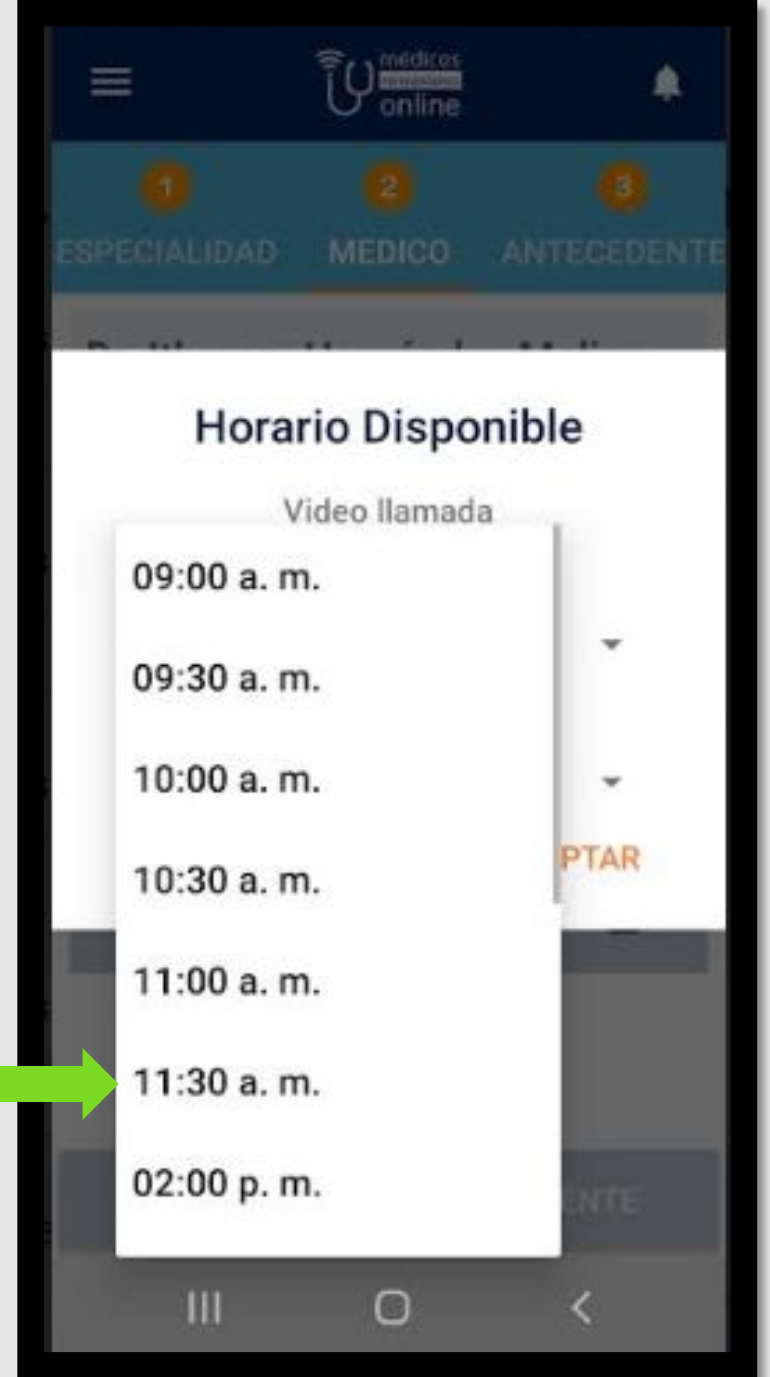 médicos
online
1
2
3
ESPECIALIDAD
MEDICO
ANTECEDENTE
Horario Disponible
Video llamada
09:00 a. m.
09:30 a. m.
10:00 a. m.
10:30 a. m.
PTAR
11:00 a. m.
11:30 a. m.
02:00 p. m.
ENTE